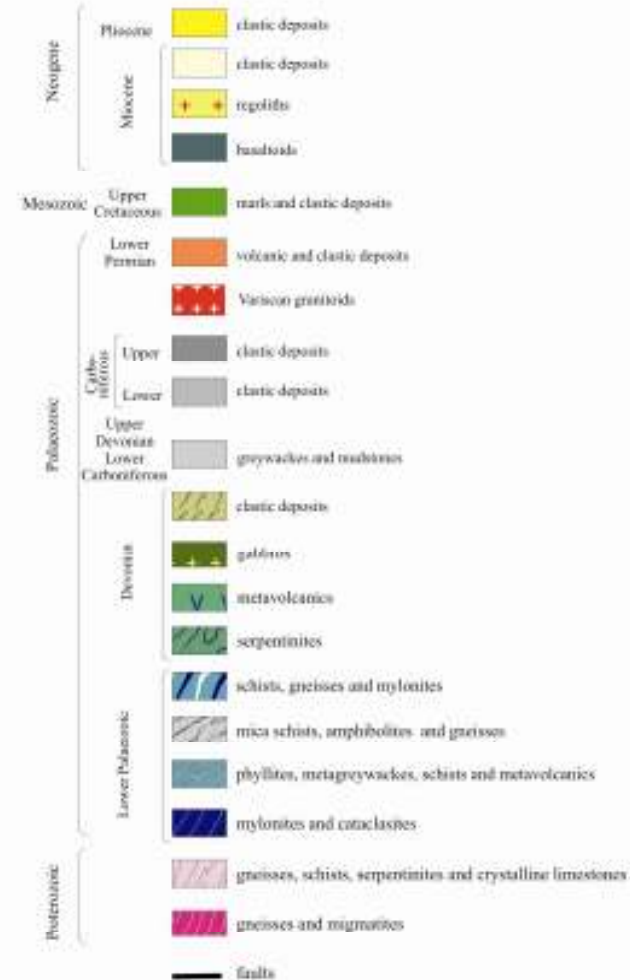 Neogene
Pliocene
clastic deposits
Miocene
clastic deposits
regoliths
basaltoids
Mesozoic
Upper
Cretaceous
marls and clastic deposits
Palaeozoic
Lower
Permian
volcanic and clastic deposits
Variscan granitoids
Carbo-
niferous
Upper
clastic deposits
Lower
clastic deposits
Upper
Devonian
Lower
Carboniferous
greywackes and mudstones
Devonian
clastic deposits
gabbros
metavolcanics
serpentinites
Lower Palaeozoic
schists, gneisses and mylonites
mica schists, amphibolites and gneisses
phyllites, metagreywackes, schists and metavolcanics
mylonites and cataclasites
Proterozoic
gneisses, schists, serpentinites and crystalline limestones
gneisses and migmatites
faults